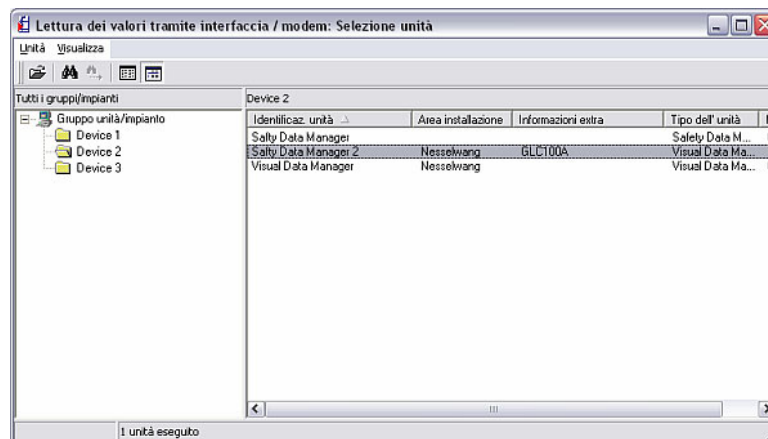 Lettura dei valori tramite interfaccia / modem: Selezione unità
Unità Visualizza
Tutti i gruppi/impianti Device 2
Gruppo unità/impianto
Device 1
Device 2
Device 3
Identificaz. unità Area installazione Informazioni extra Tipo dell' unità
Salty Data Manager Safety Data M...
Salty Data Manager 2 Nesselwang GLC100A Visual Data Ma...
Visual Data Manager Nesselwang Visual Data Ma...
1 unità eseguito